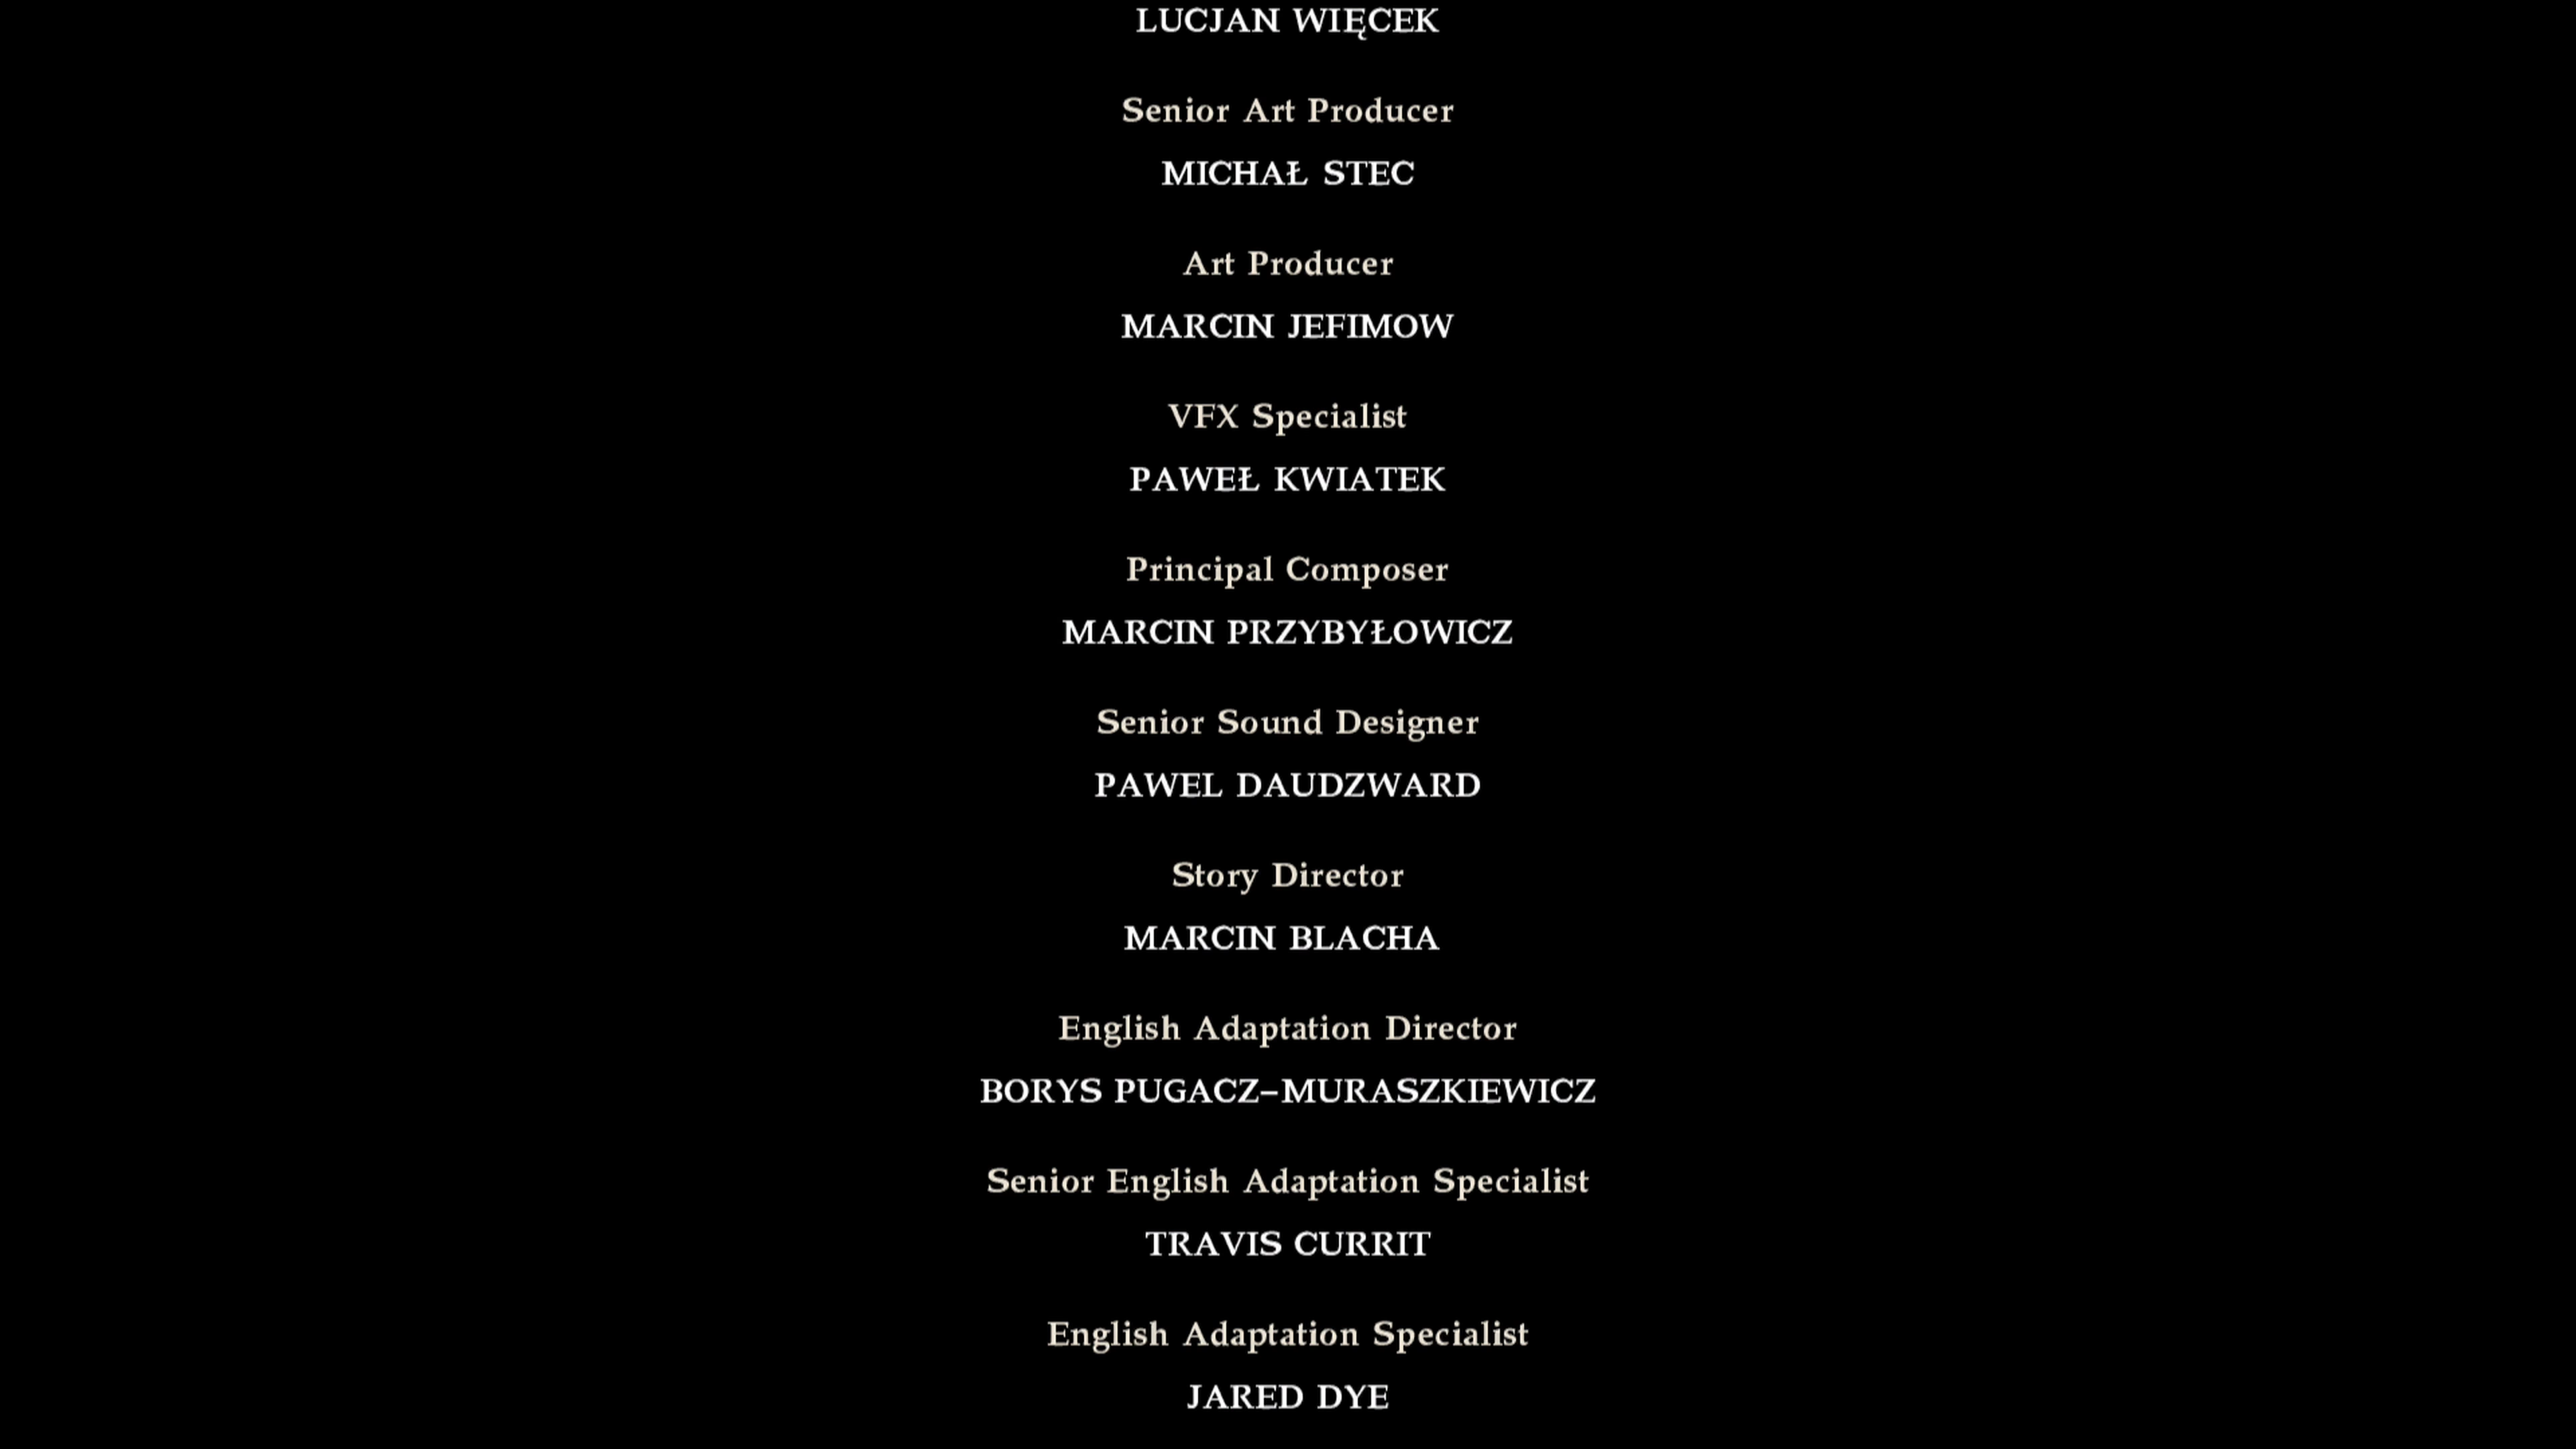 LUCJAN WIĘCEK
Senior Art Producer
MICHAŁ STEC
Art Producer
MARCIN JEFIMOW
VFX Specialist
PAWEŁ KWIATEK
Principal Composer
MARCIN PRZYBYŁOWICZ
Senior Sound Designer
PAWEL DAUDZWARD
Story Director
MARCIN BLACHA
English Adaptation Director
BORYS PUGACZ–MURASZKIEWICZ
Senior English Adaptation Specialist
TRAVIS CURRIT
English Adaptation Specialist
JARED DYE